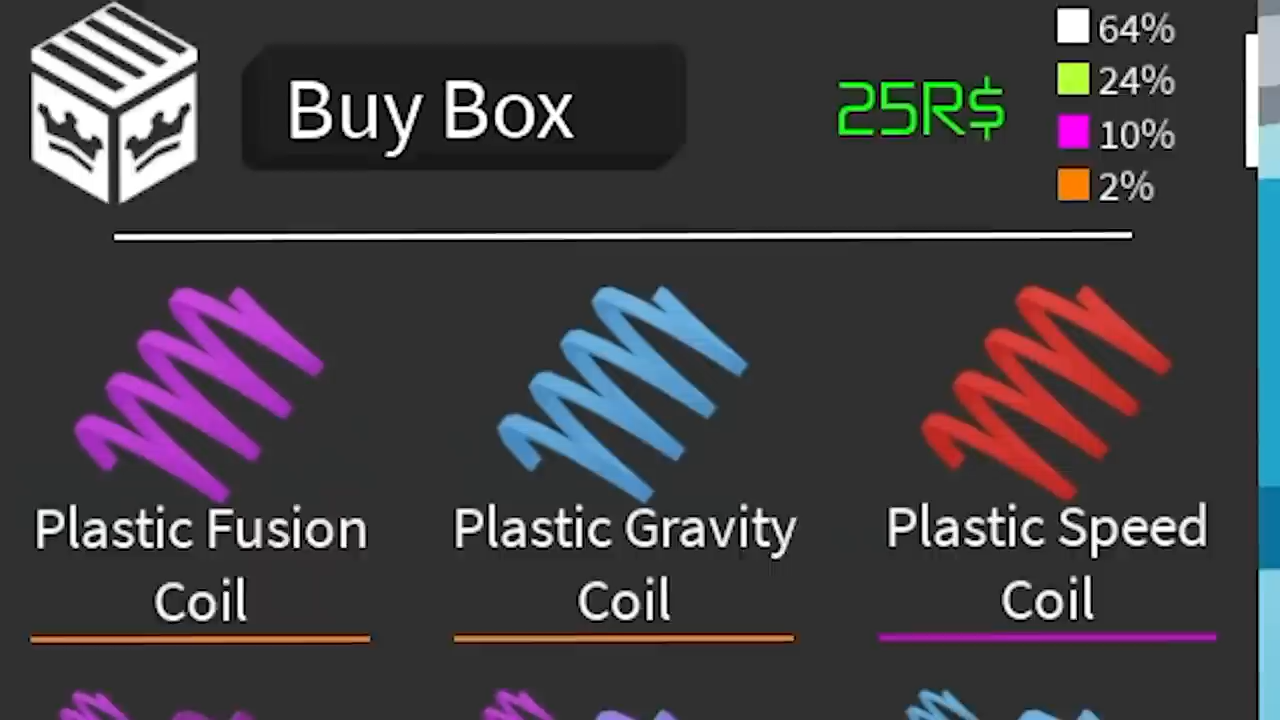 Buy Box
25R$
64%
24%
10%
2%
Plastic Fusion
Coil
Plastic Gravity
Coil
Plastic Speed
Coil